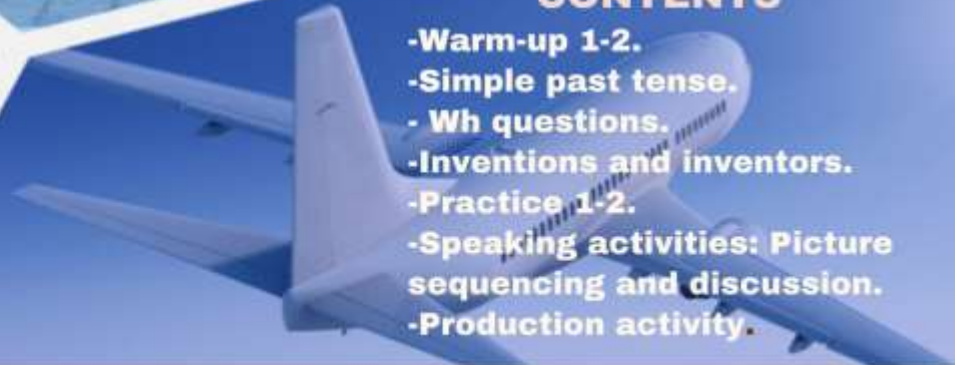 CONTENTS
-Warm-up 1-2.
-Simple past tense.
- Wh questions.
-Inventions and inventors.
-Practice 1-2.
-Speaking activities: Picture
sequencing and discussion.
-Production activity.